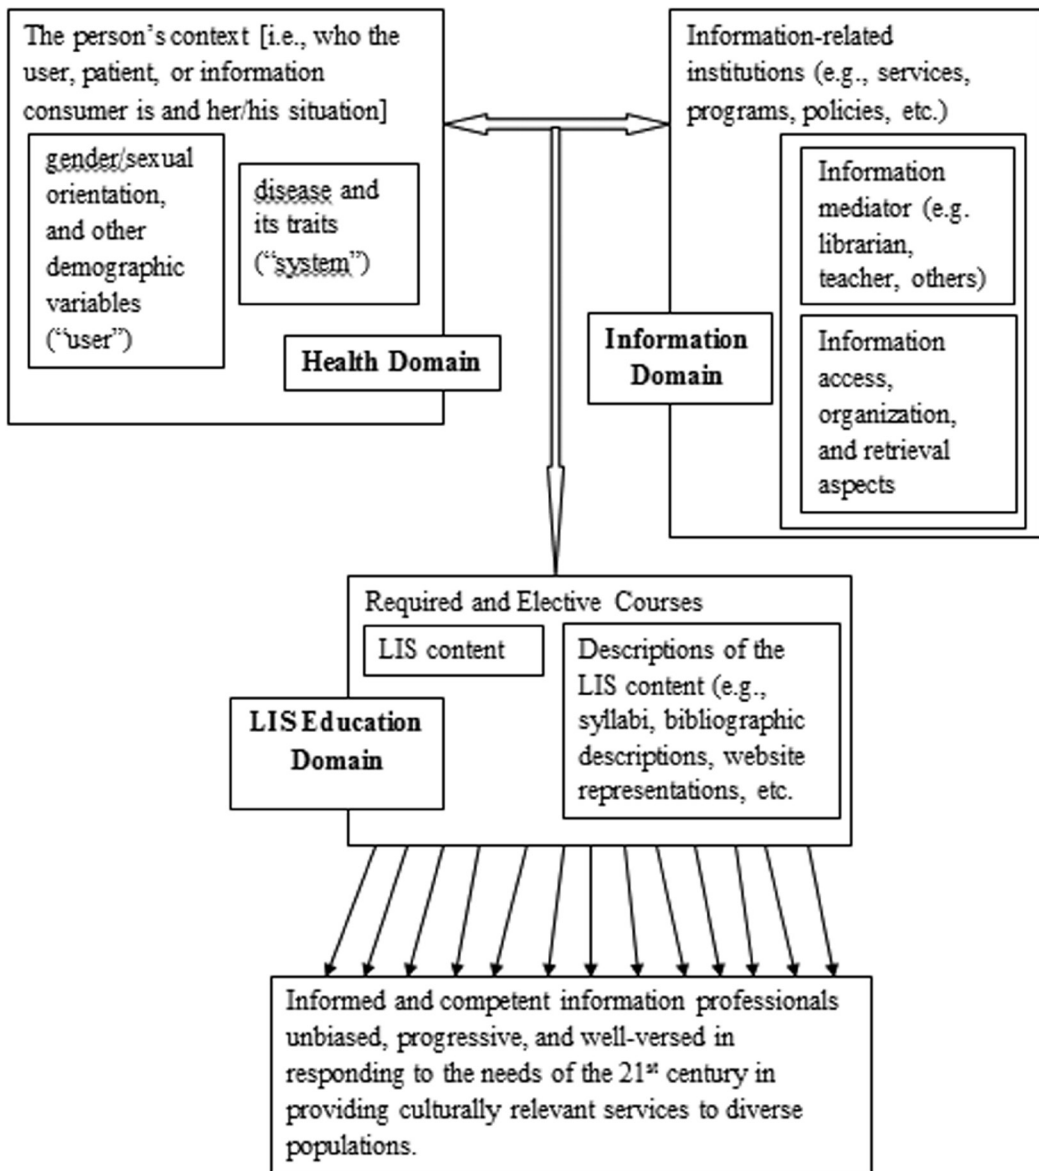 The person's context [i.e., who the
user, patient, or information
consumer is and her/his situation]
gender/sexual
orientation,
and other
demographic
variables
(“user”)
disease and
its traits
(“system”)
Health Domain
Information-related
institutions (e.g., services,
programs, policies, etc.)
Information
mediator (e.g.
librarian,
teacher, others)
Information
Domain
Information
access,
organization,
and retrieval
aspects
Required and Elective Courses
LIS content
Descriptions of the
LIS content (e.g.,
syllabi, bibliographic
descriptions, website
representations, etc.
LIS Education
Domain
Informed and competent information professionals
unbiased, progressive, and well-versed in
responding to the needs of the 21st century in
providing culturally relevant services to diverse
populations.